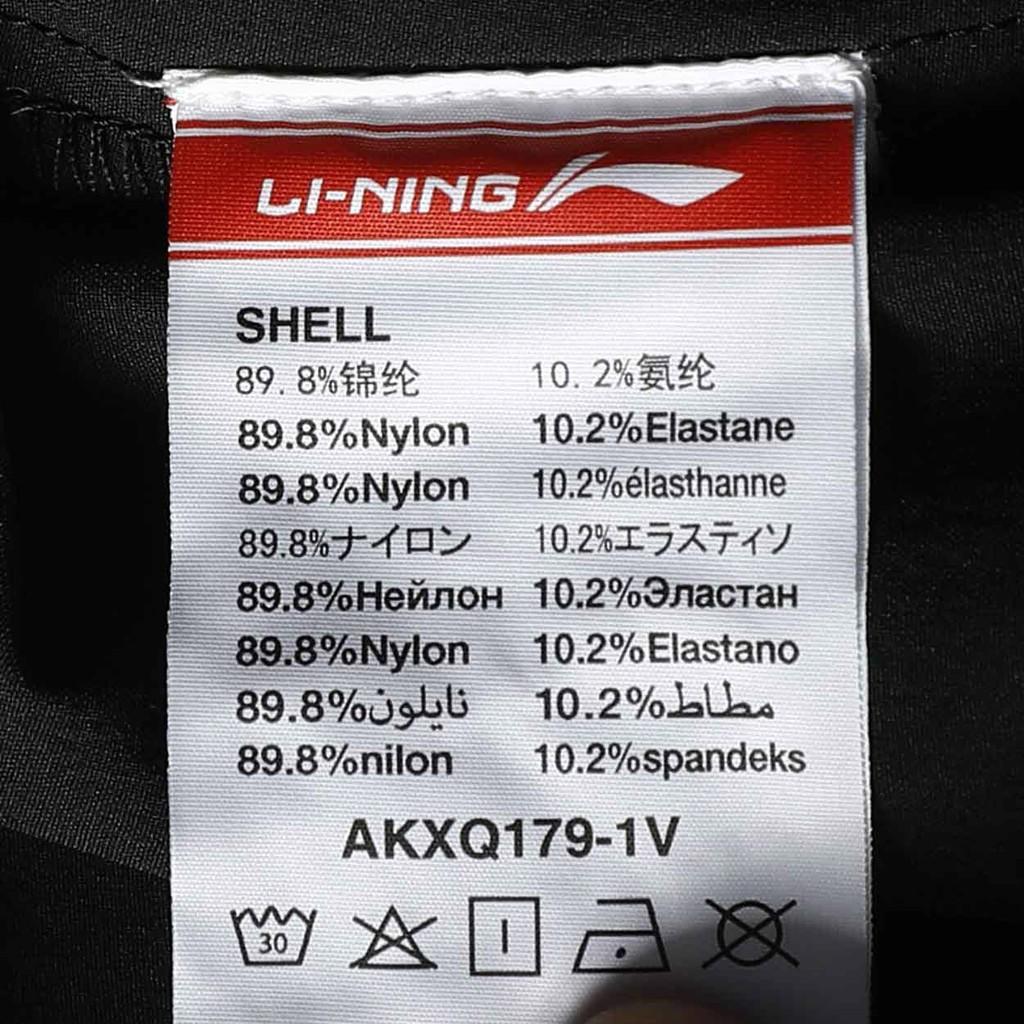 LI-NING
SHELL
89.8%锦纶 10.2%氨纶
89.8%Nylon 10.2%Elastane
89.8%Nylon 10.2%élasthanne
89.8%ナイロン 10.2%エラスティソ
89.8%Нейлон 10.2%Эластан
89.8%Nylon 10.2%Elastano
89.8%نايلون 10.2%مطاط
89.8%nilon 10.2%spandeks
AKXQ179-1V
30